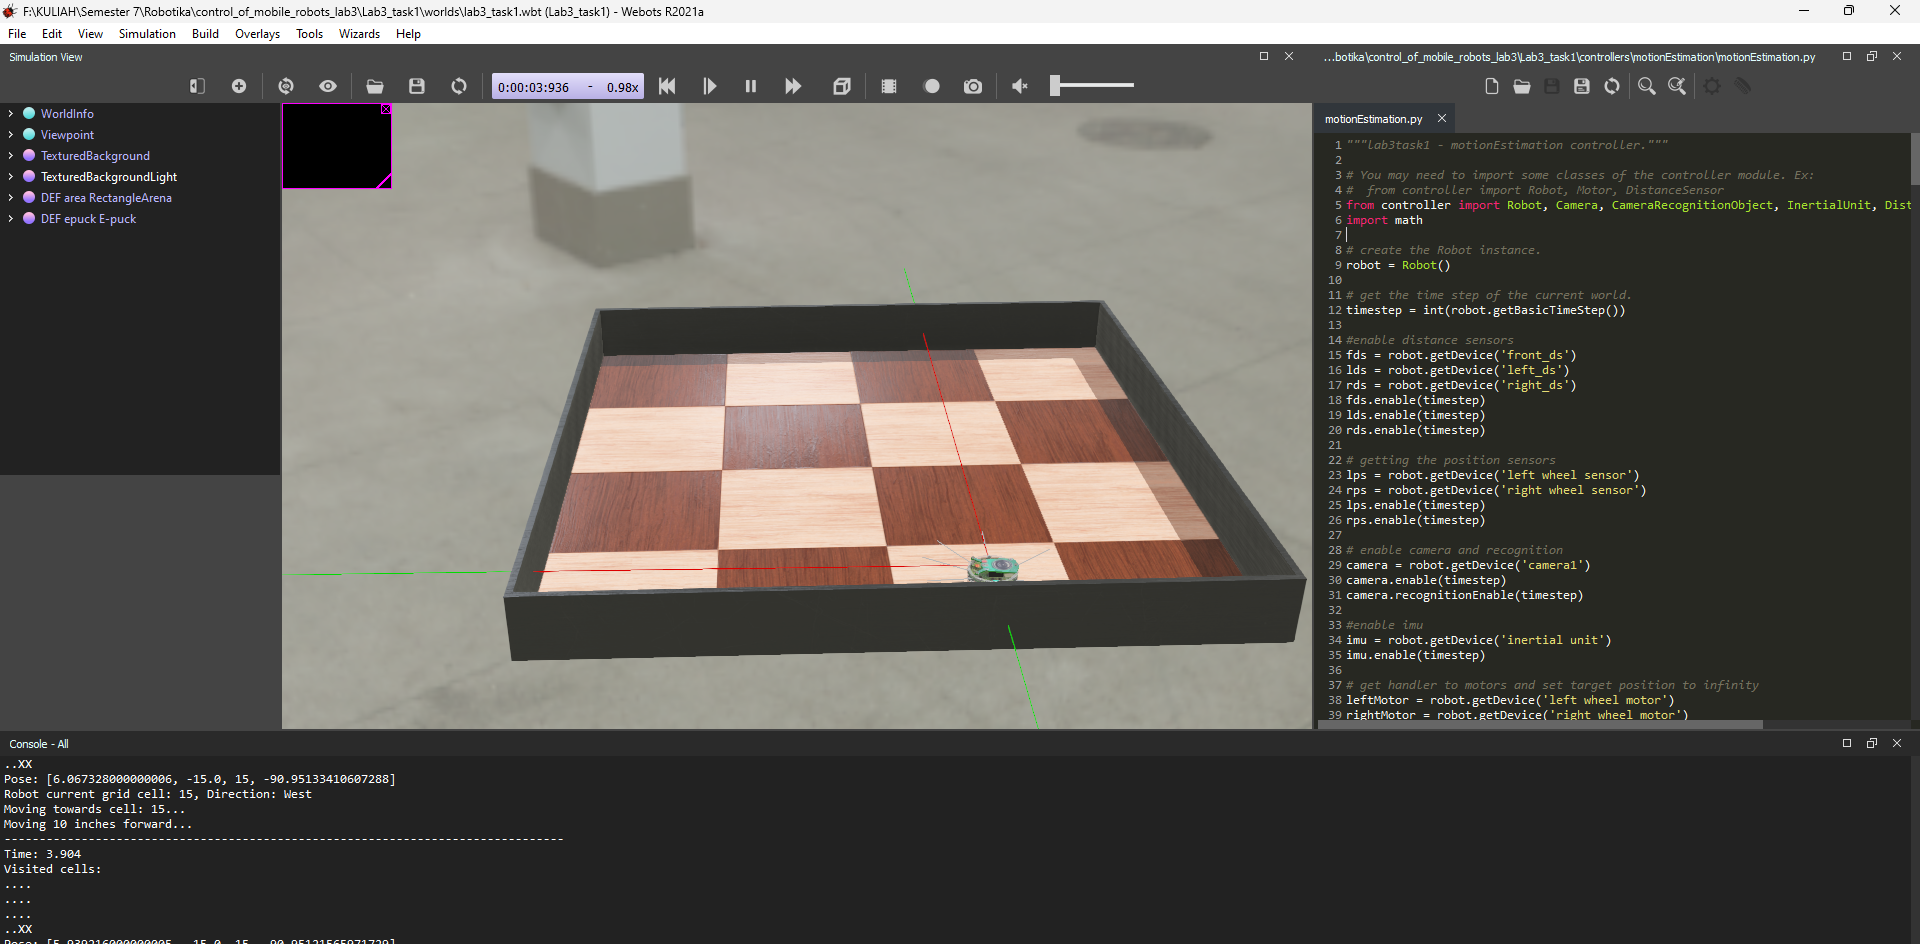 F:\KULIAH\Semester 7\Robotika\control_of_mobile_robots_lab3\Lab3_task1\worlds\lab3_task1.wbt (Lab3_task1) - Webots R2021a
File Edit View Simulation Build Overlays Tools Wizards Help
Simulation View
0:00:03:936 - 0.98x
WorldInfo
Viewpoint
TexturedBackground
TexturedBackgroundLight
DEF area RectangleArena
DEF epuck E-puck
...botika\control_of_mobile_robots_lab3\Lab3_task1\controllers\motionEstimation\motionEstimation.py
motionEstimation.py
1 """lab3task1 - motionEstimation controller."""
2
3 # You may need to import some classes of the controller module. Ex:
4 #  from controller import Robot, Motor, DistanceSensor
5 from controller import Robot, Camera, CameraRecognitionObject, InertialUnit, Dist
6 import math
7
8 # create the Robot instance.
9 robot = Robot()
10
11 # get the time step of the current world.
12 timestep = int(robot.getBasicTimeStep())
13
14 #enable distance sensors
15 fds = robot.getDevice('front_ds')
16 lds = robot.getDevice('left_ds')
17 rds = robot.getDevice('right_ds')
18 fds.enable(timestep)
19 lds.enable(timestep)
20 rds.enable(timestep)
21
22 # getting the position sensors
23 lps = robot.getDevice('left wheel sensor')
24 rps = robot.getDevice('right wheel sensor')
25 lps.enable(timestep)
26 rps.enable(timestep)
27
28 # enable camera and recognition
29 camera = robot.getDevice('camera1')
30 camera.enable(timestep)
31 camera.recognitionEnable(timestep)
32
33 #enable imu
34 imu = robot.getDevice('inertial unit')
35 imu.enable(timestep)
36
37 # get handler to motors and set target position to infinity
38 leftMotor = robot.getDevice('left wheel motor')
39 rightMotor = robot.getDevice('right wheel motor')
Console - All
..XX
Pose: [6.067328000000006, -15.0, 15, -90.95133410607288]
Robot current grid cell: 15, Direction: West
Moving towards cell: 15...
Moving 10 inches forward...
--------------------------------------------------------------------------------
Time: 3.904
Visited cells:
....
....
....
..XX